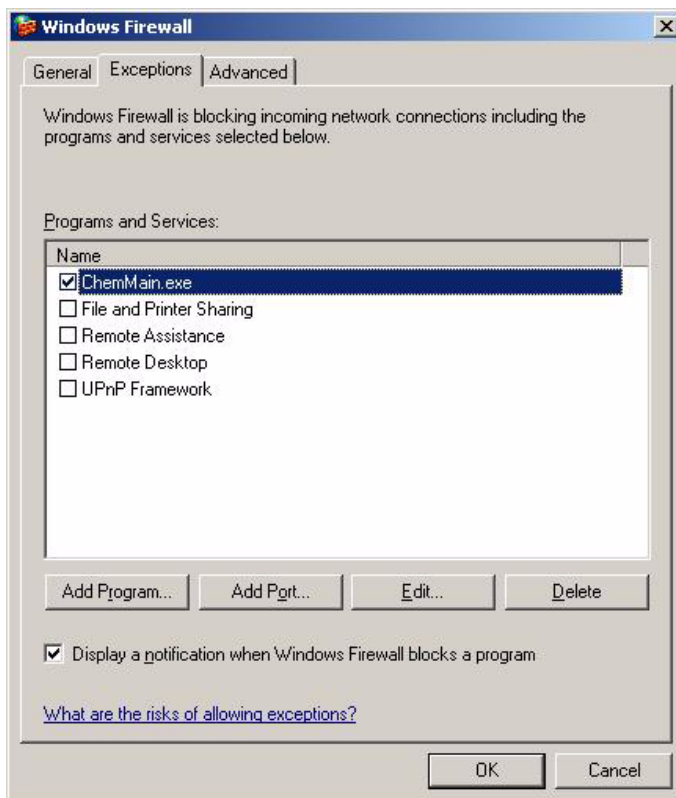 Windows Firewall
General Exceptions Advanced
Windows Firewall is blocking incoming network connections including the
programs and services selected below.
Programs and Services:
Name
ChemMain.exe
File and Printer Sharing
Remote Assistance
Remote Desktop
UPnP Framework
Add Program... Add Port... Edit... Delete
Display a notification when Windows Firewall blocks a program
What are the risks of allowing exceptions?
OK Cancel